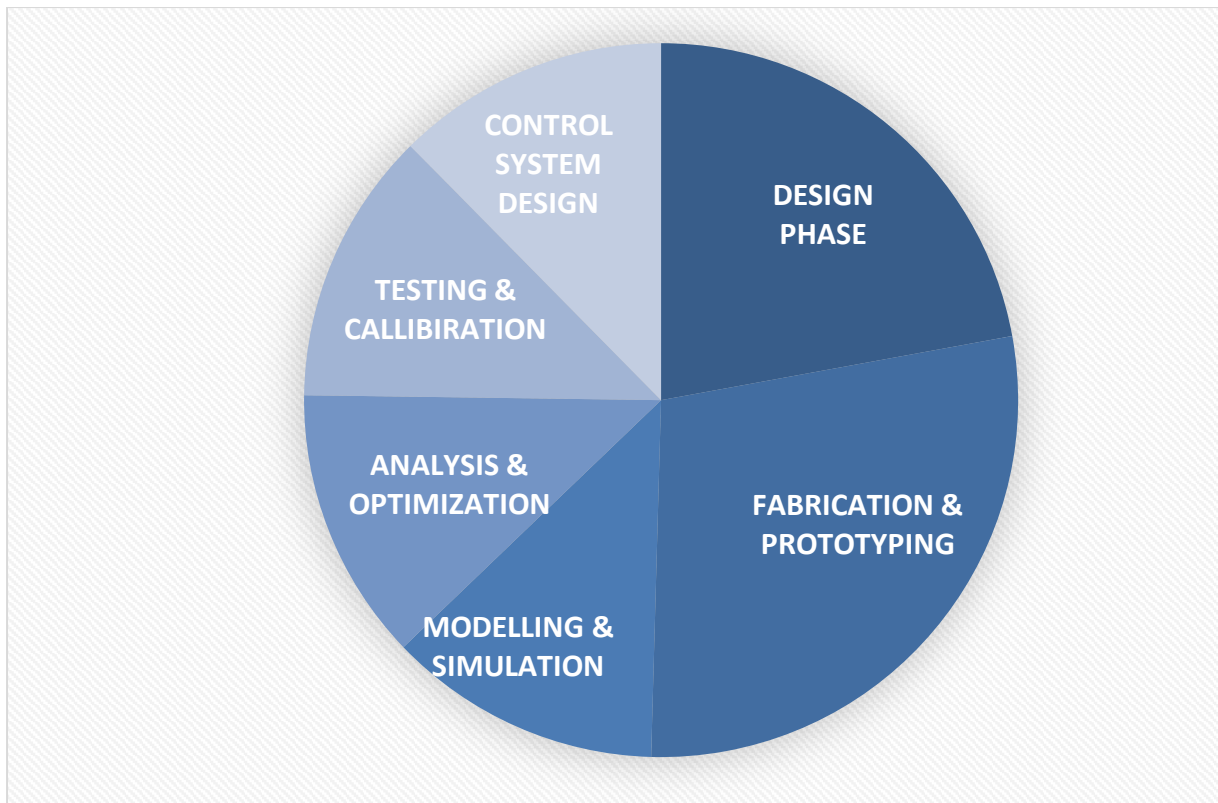 CONTROL
SYSTEM
DESIGN
DESIGN
PHASE
TESTING &
CALLIBIRATION
ANALYSIS &
OPTIMIZATION
FABRICATION &
PROTOTYPING
MODELLING &
SIMULATION